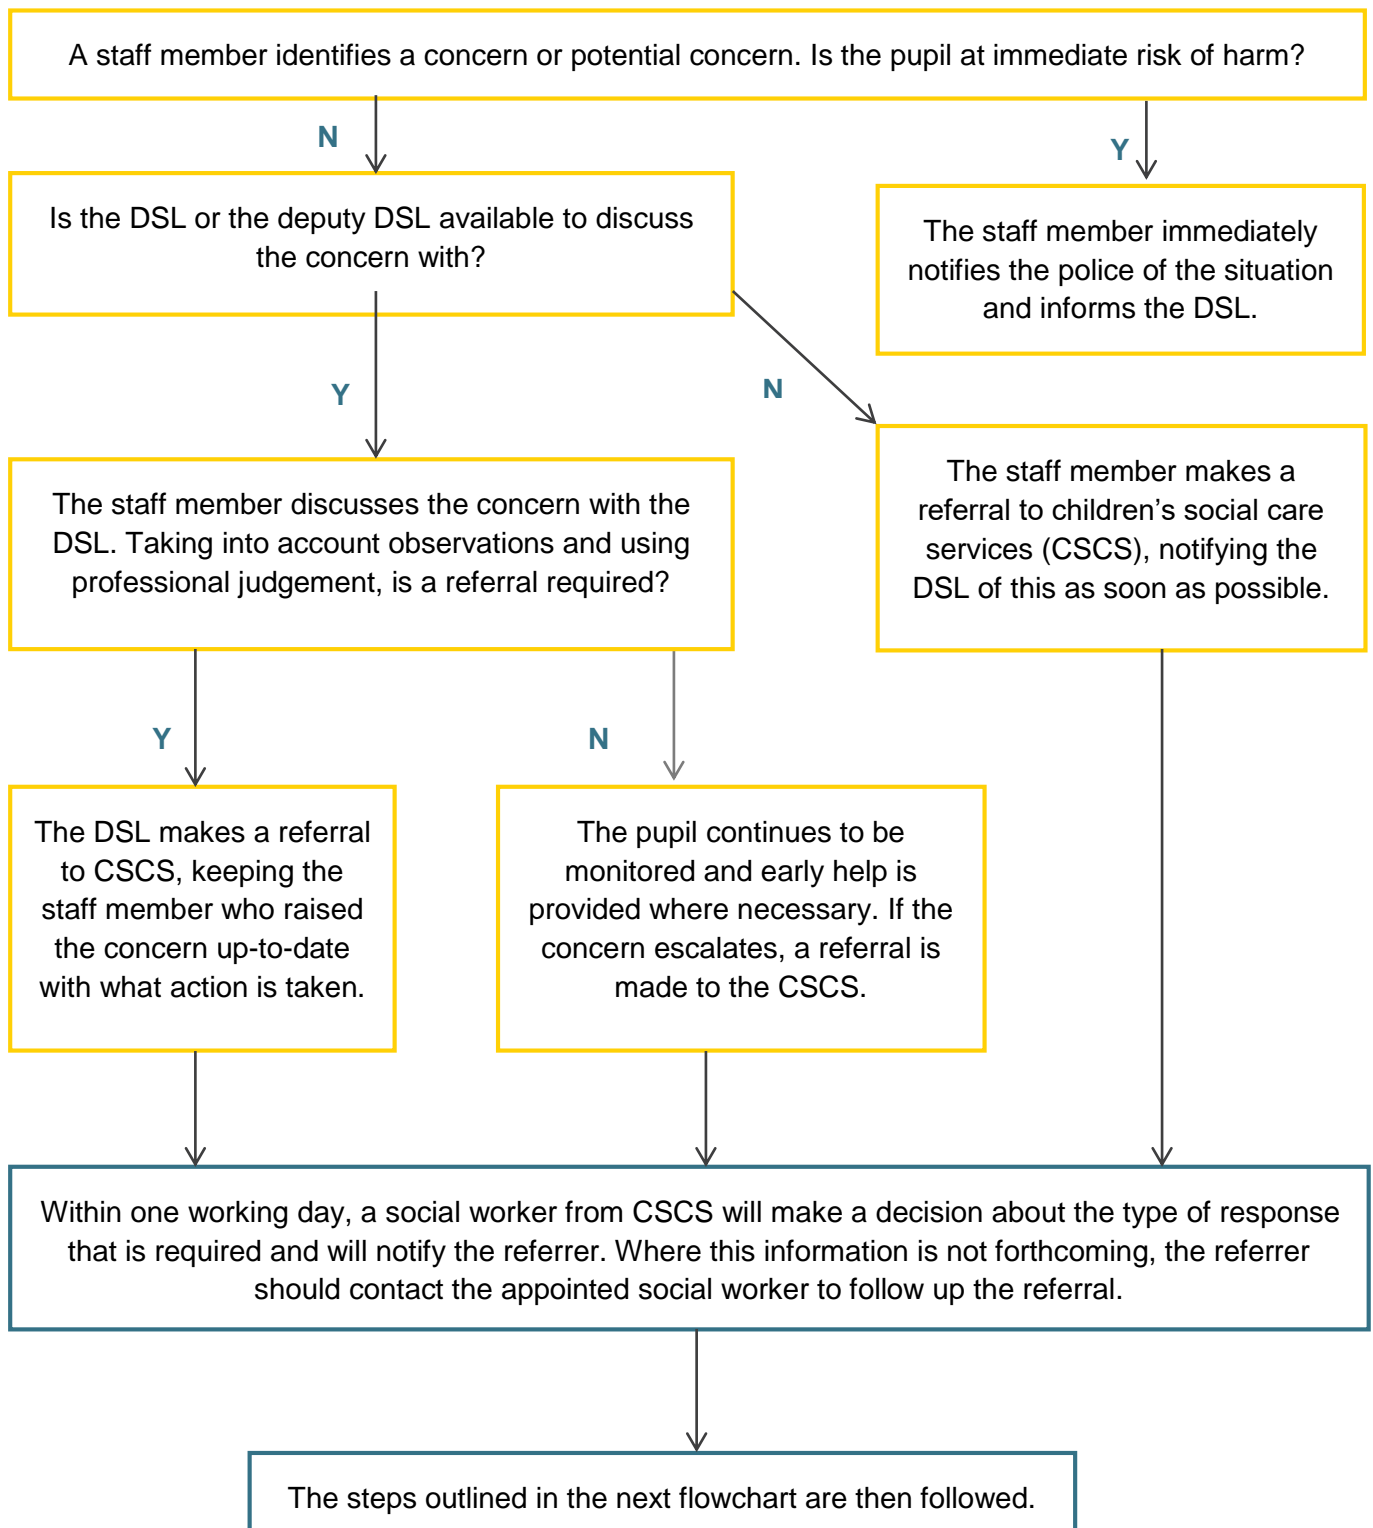 A staff member identifies a concern or potential concern. Is the pupil at immediate risk of harm?
N
Y
Is the DSL or the deputy DSL available to discuss
the concern with?
The staff member immediately
notifies the police of the situation
and informs the DSL.
Y
N
The staff member discusses the concern with the
DSL. Taking into account observations and using
professional judgement, is a referral required?
The staff member makes a
referral to children’s social care
services (CSCS), notifying the
DSL of this as soon as possible.
Y
N
The DSL makes a referral
to CSCS, keeping the
staff member who raised
the concern up-to-date
with what action is taken.
The pupil continues to be
monitored and early help is
provided where necessary. If the
concern escalates, a referral is
made to the CSCS.
Within one working day, a social worker from CSCS will make a decision about the type of response
that is required and will notify the referrer. Where this information is not forthcoming, the referrer
should contact the appointed social worker to follow up the referral.
The steps outlined in the next flowchart are then followed.